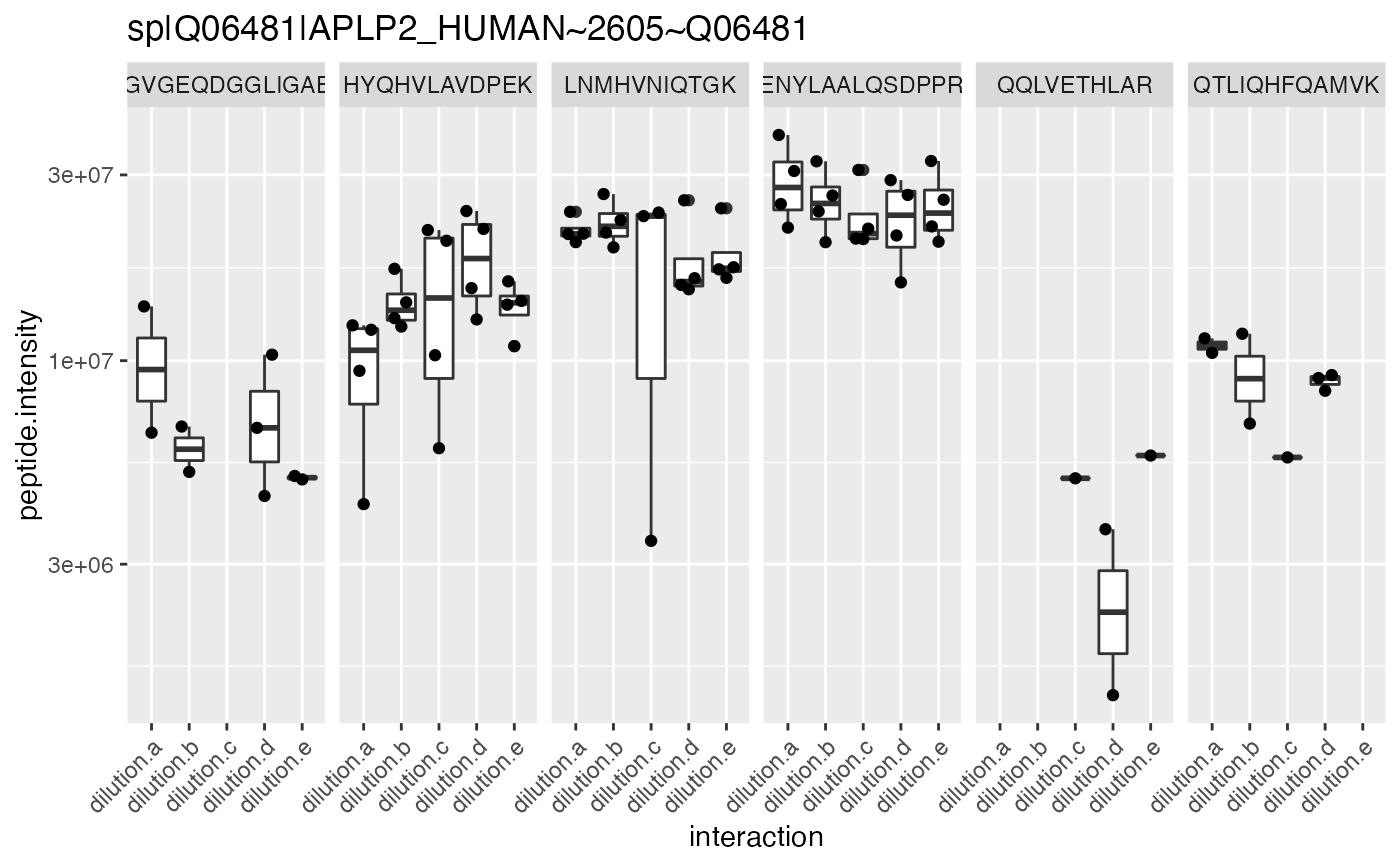 sp|Q06481|APLP2_HUMAN~2605~Q06481
GVGEQDGGLIGAE HYQHVLAVDPEK LNMHVNIQTGK ENYLAALQSDPPR QQLVETHLAR QTLIQHFQAMVK
3e+07
1e+07
3e+06
peptide.intensity
dilution.a dilution.b dilution.c dilution.d dilution.e dilution.a dilution.b dilution.c dilution.d dilution.e dilution.a dilution.b dilution.c dilution.d dilution.e dilution.a dilution.b dilution.c dilution.d dilution.e dilution.a dilution.b dilution.c dilution.d dilution.e dilution.a dilution.b dilution.c dilution.d dilution.e
interaction